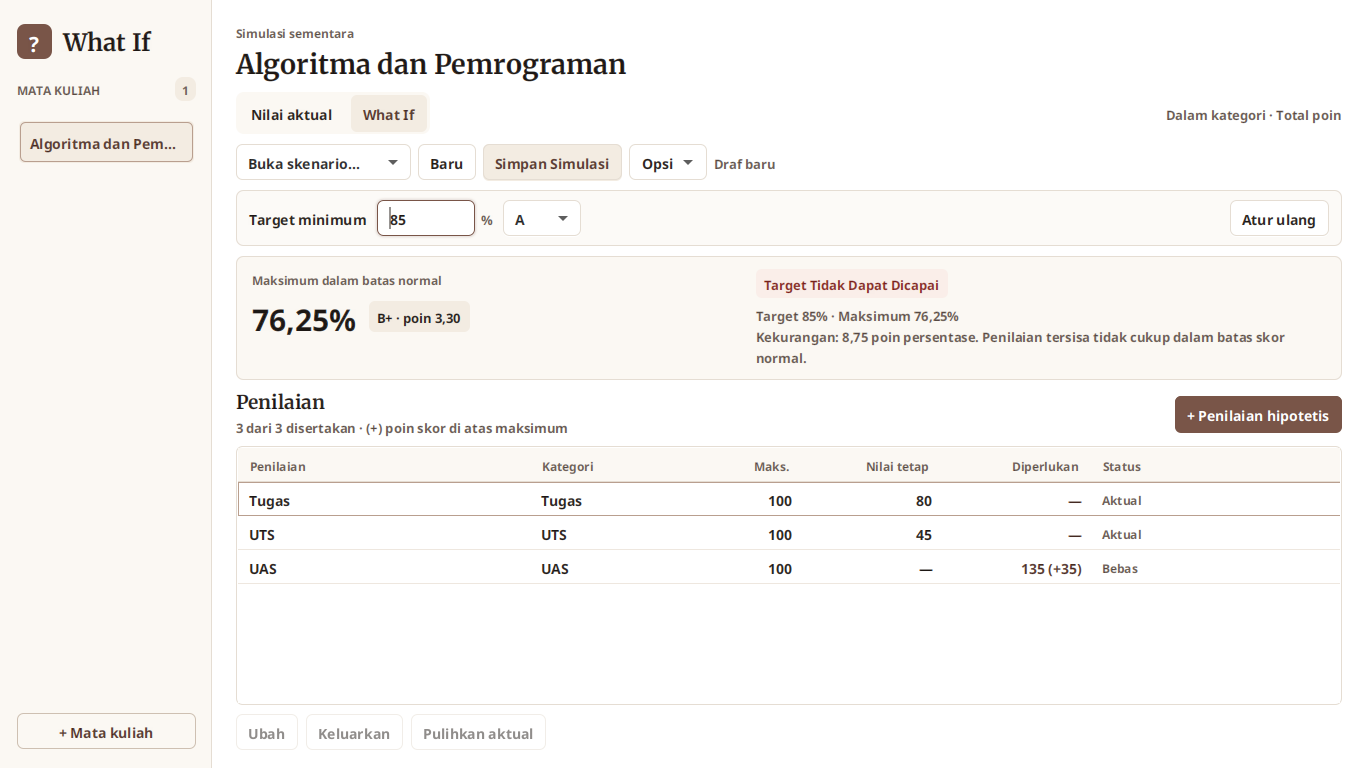 ? What If
MATA KULIAH 1
Algoritma dan Pem...
+ Mata kuliah
Simulasi sementara
Algoritma dan Pemrograman
Nilai aktual What If Dalam kategori · Total poin
Buka skenario... Baru Simpan Simulasi Opsi Draf baru
Target minimum 85 % A Atur ulang
Maksimum dalam batas normal
76,25% B+ · poin 3,30
Target Tidak Dapat Dicapai
Target 85% · Maksimum 76,25%
Kekurangan: 8,75 poin persentase. Penilaian tersisa tidak cukup dalam batas skor
normal.
Penilaian
3 dari 3 disertakan · (+) poin skor di atas maksimum
+ Penilaian hipotetis
Penilaian Kategori Maks. Nilai tetap Diperlukan Status
Tugas Tugas 100 80 — Aktual
UTS UTS 100 45 — Aktual
UAS UAS 100 — 135 (+35) Bebas
Ubah Keluarkan Pulihkan aktual